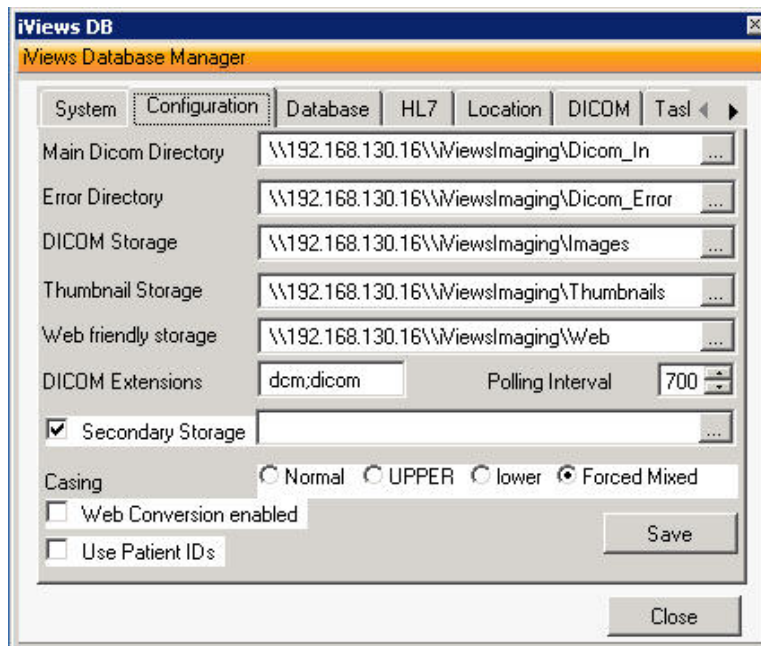 iViews DB
iViews Database Manager
System Configuration Database HL7 Location DICOM Tasl
Main Dicom Directory \\192.168.130.16\\iViewsImaging\Dicom_In ...
Error Directory \\192.168.130.16\\iViewsImaging\Dicom_Error ...
DICOM Storage \\192.168.130.16\\iViewsImaging\Images ...
Thumbnail Storage \\192.168.130.16\\iViewsImaging\Thumbnails ...
Web friendly storage \\192.168.130.16\\iViewsImaging\Web ...
DICOM Extensions dcm;dicom Polling Interval 700
Secondary Storage ...
Casing Normal UPPER lower Forced Mixed
Web Conversion enabled
Save
Use Patient IDs
Close